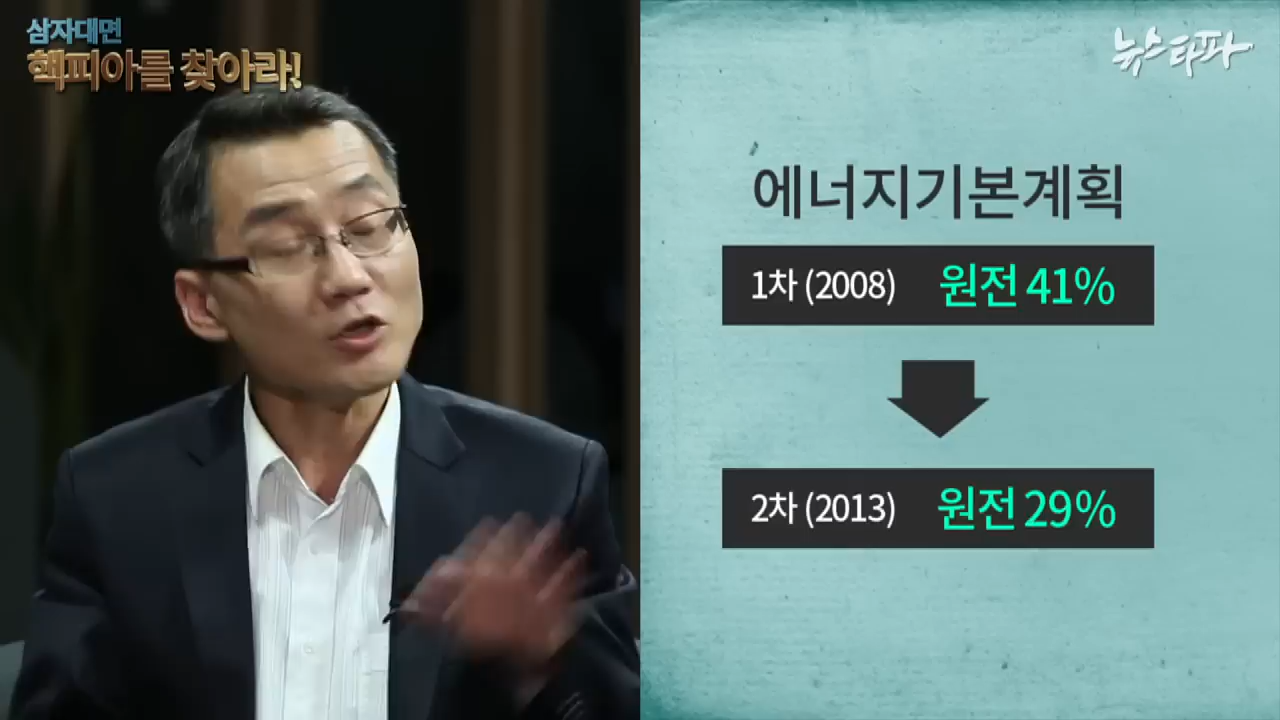 삼자대면
핵피아를 찾아라!
뉴스타파
에너지기본계획
1차 (2008) 원전 41%
2차 (2013) 원전 29%